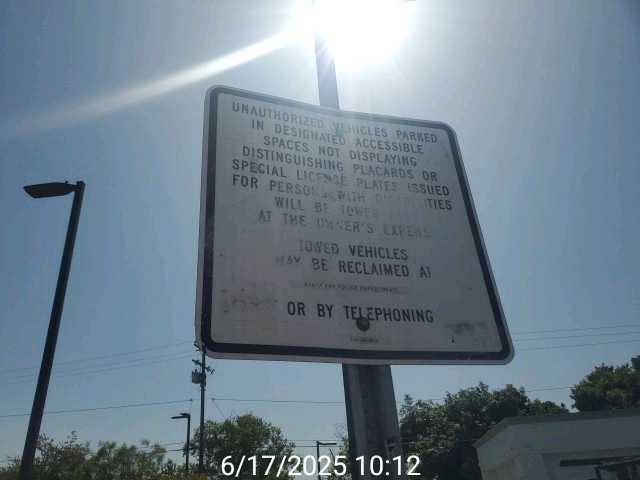 UNAUTHORIZED VEHICLES PARKED
IN DESIGNATED ACCESSIBLE
SPACES NOT DISPLAYING
DISTINGUISHING PLACARDS OR
SPECIAL LICENSE PLATES ISSUED
FOR PERSONS WITH DISABILITIES
WILL BE TOWED
AT THE OWNER'S EXPENSE
TOWED VEHICLES
MAY BE RECLAIMED AT
OR BY TELEPHONING
6/17/2025 10:12